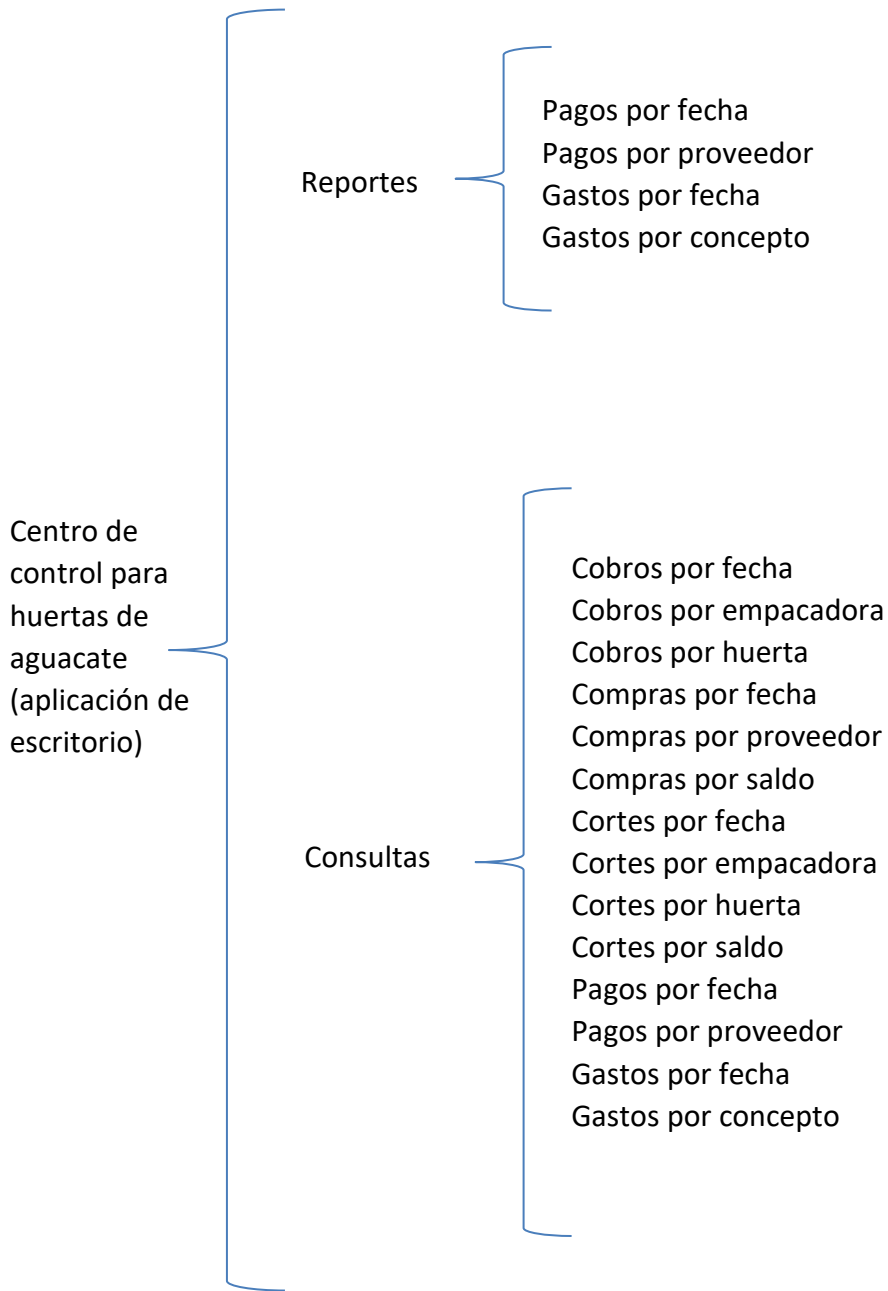 Pagos por fecha
Pagos por proveedor
Reportes
Gastos por fecha
Gastos por concepto
Centro de
control para
huertas de
aguacate
(aplicación de
escritorio)
Cobros por fecha
Cobros por empacadora
Cobros por huerta
Compras por fecha
Compras por proveedor
Compras por saldo
Cortes por fecha
Consultas
Cortes por empacadora
Cortes por huerta
Cortes por saldo
Pagos por fecha
Pagos por proveedor
Gastos por fecha
Gastos por concepto